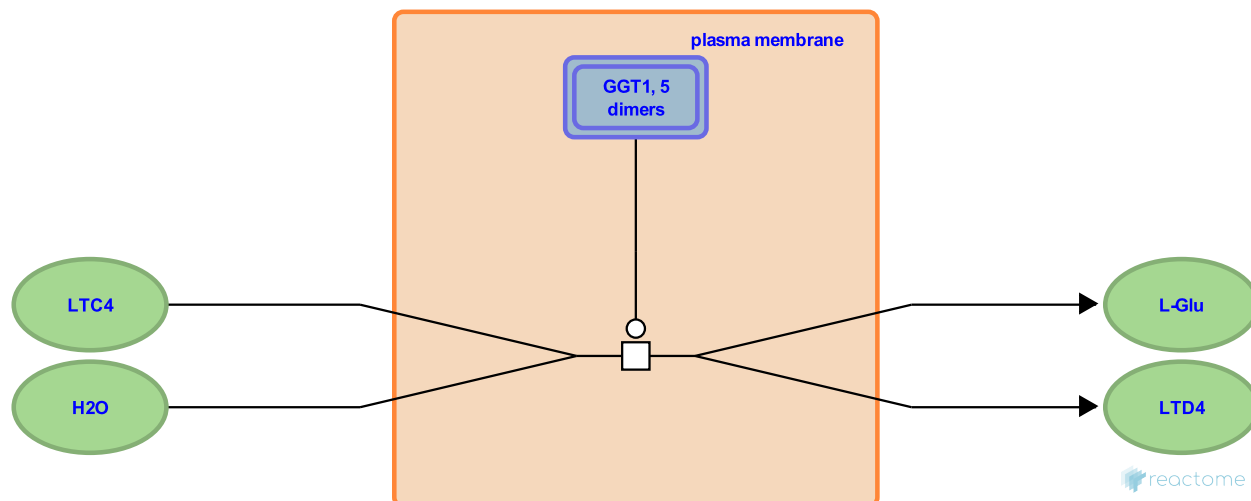 plasma membrane
GGT1, 5
dimers
LTC4
L-Glu
H2O
LTD4
reactome